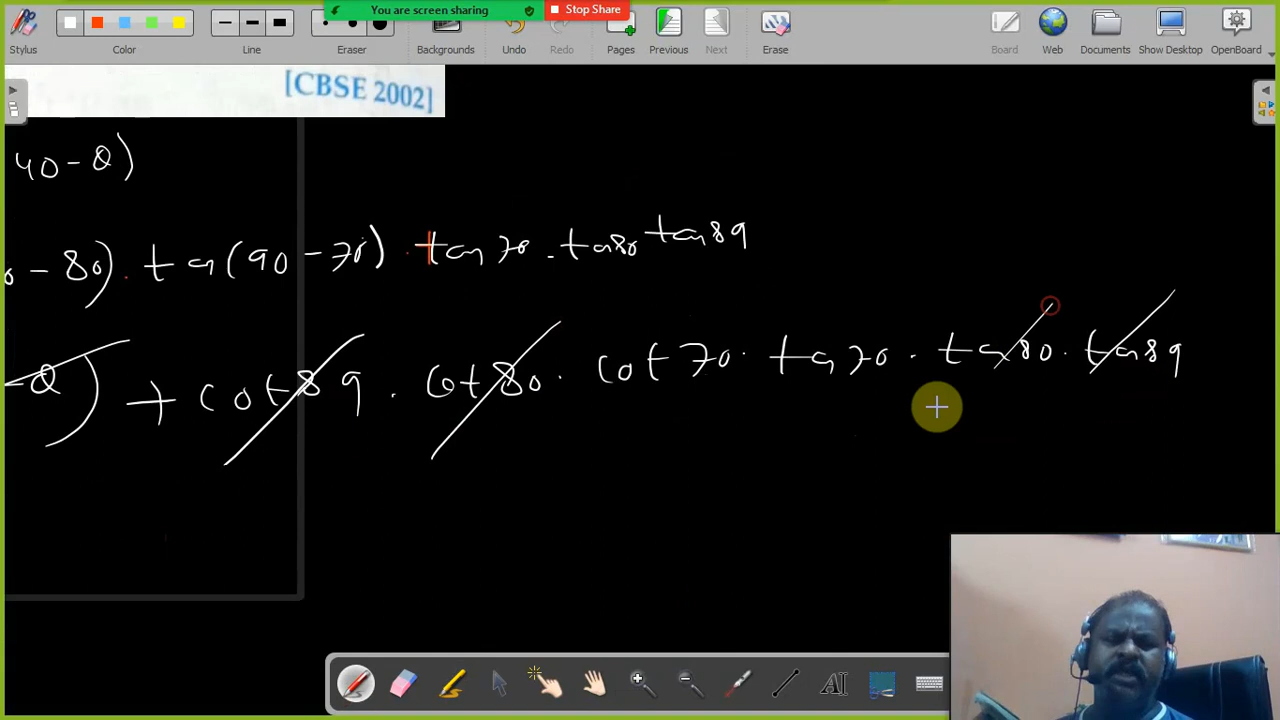 You are screen sharing Stop Share
Stylus Color Line Eraser Backgrounds Undo Redo Pages Previous Next Erase Board Web Documents Show Desktop OpenBoard
[CBSE 2002]
40-θ)
- 80) . tan(90-70) . tan70 . tan80 tan89
-θ) + cot89 . Cot80 . cot70 . tan70 . tan80 . tan89